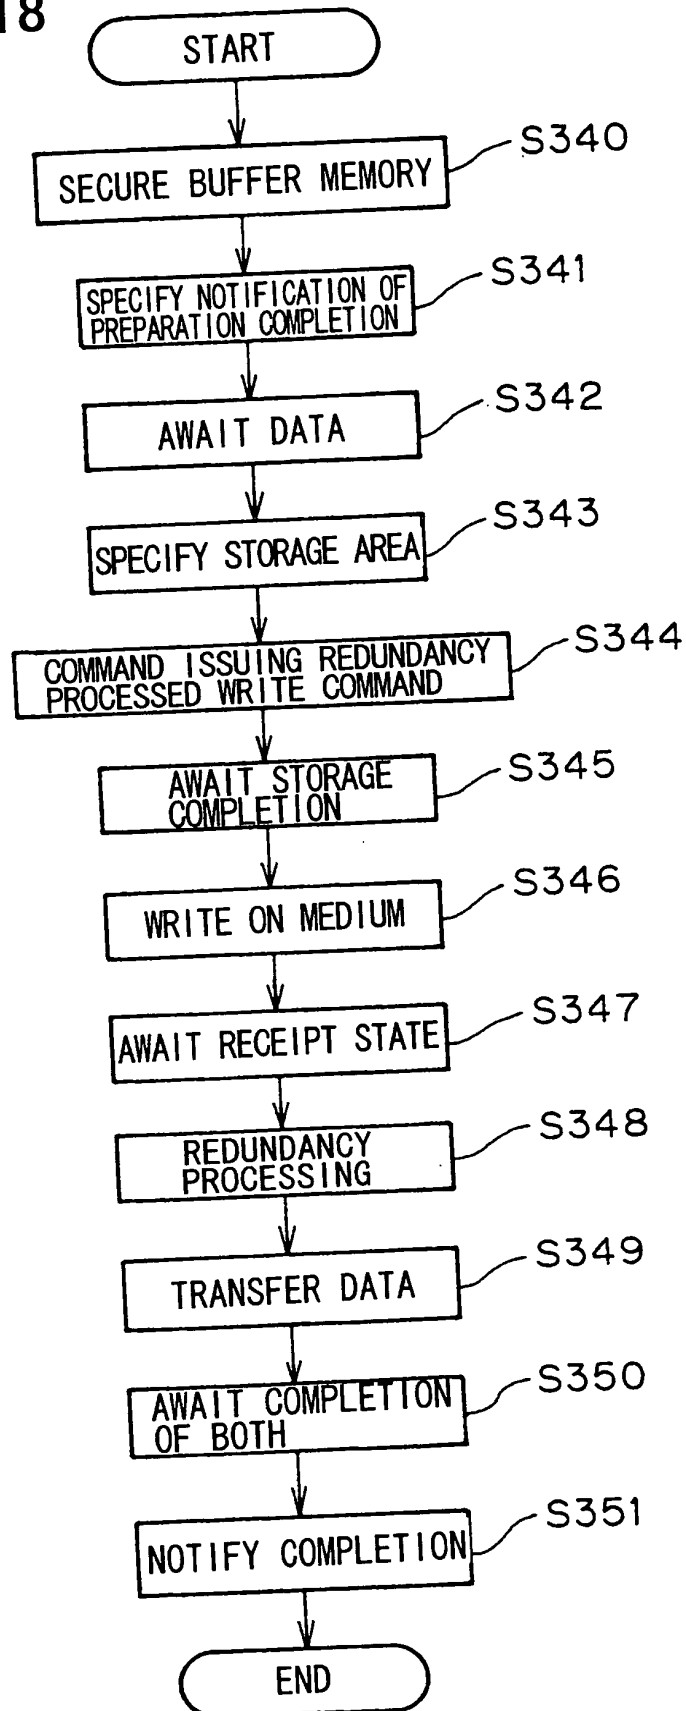 18
START
S340
SECURE BUFFER MEMORY
S341
SPECIFY NOTIFICATION OF
PREPARATION COMPLETION
S342
AWAIT DATA
S343
SPECIFY STORAGE AREA
S344
COMMAND ISSUING REDUNDANCY
PROCESSED WRITE COMMAND
S345
AWAIT STORAGE
COMPLETION
S346
WRITE ON MEDIUM
S347
AWAIT RECEIPT STATE
S348
REDUNDANCY
PROCESSING
S349
TRANSFER DATA
S350
AWAIT COMPLETION
OF BOTH
S351
NOTIFY COMPLETION
END